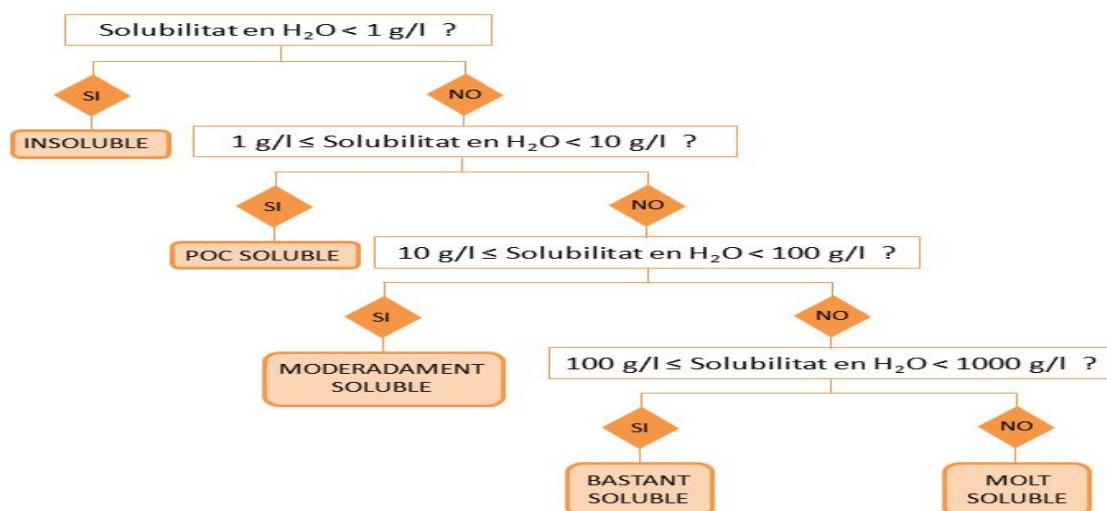 Solubilitat en H₂O < 1 g/l ?
SI
NO
INSOLUBLE
1 g/l ≤ Solubilitat en H₂O < 10 g/l ?
SI
NO
POC SOLUBLE
10 g/l ≤ Solubilitat en H₂O < 100 g/l ?
SI
NO
MODERADAMENT
SOLUBLE
100 g/l ≤ Solubilitat en H₂O < 1000 g/l ?
SI
NO
BASTANT
SOLUBLE
MOLT
SOLUBLE